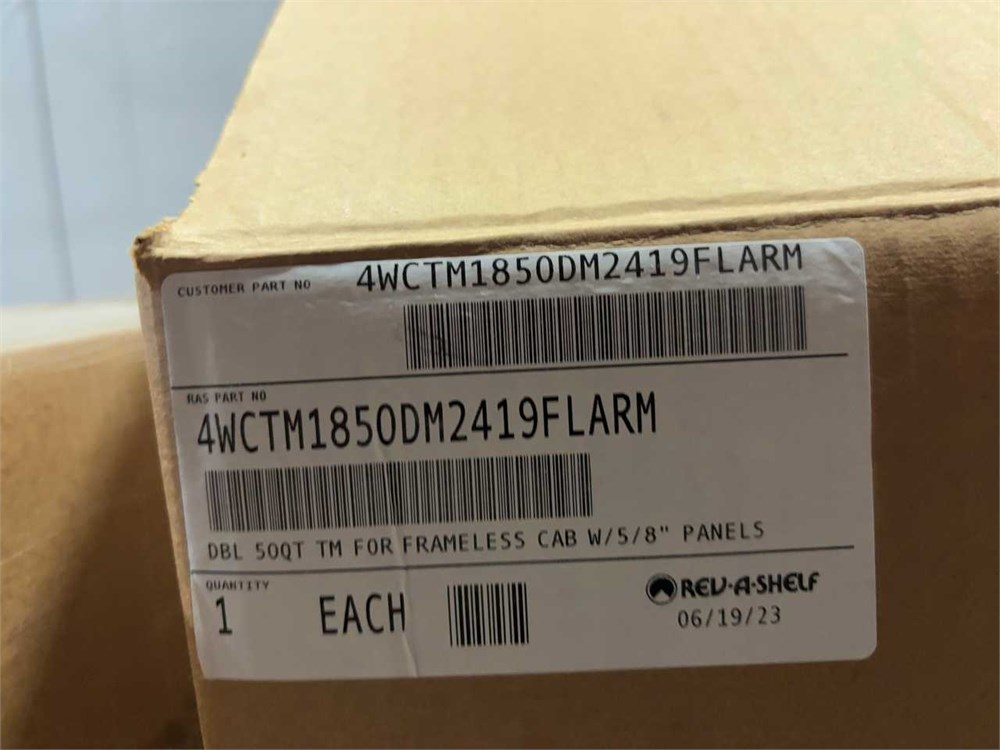 CUSTOMER PART NO 4WCTM1850DM2419FLARM
RAS PART NO
4WCTM1850DM2419FLARM
DBL 50QT TM FOR FRAMELESS CAB W/5/8" PANELS
QUANTITY
1 EACH
REV-A-SHELF
06/19/23